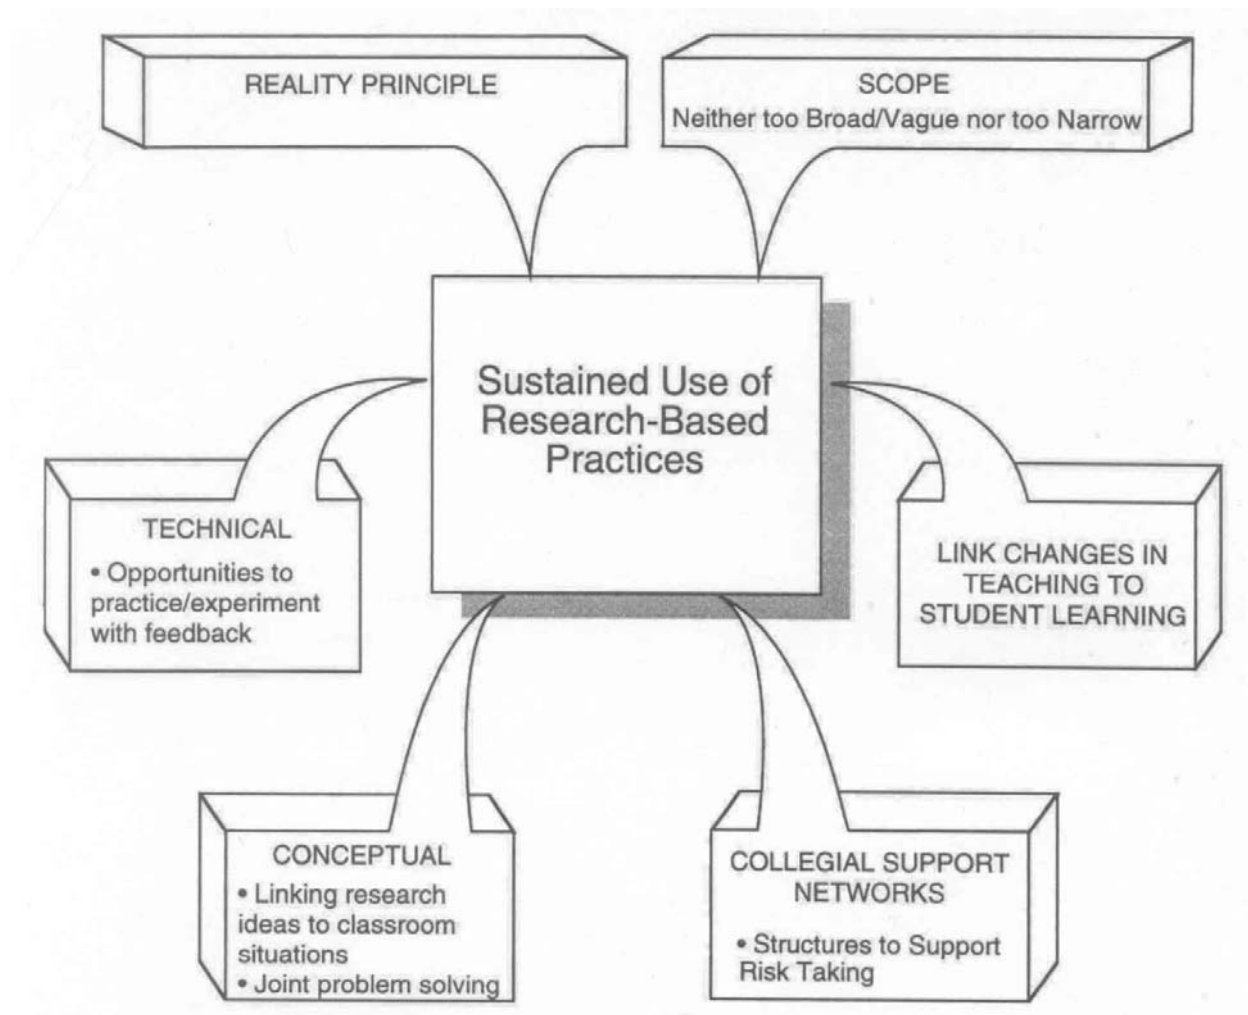 REALITY PRINCIPLE
SCOPE
Neither too Broad/Vague nor too Narrow
Sustained Use of
Research-Based
Practices
TECHNICAL
• Opportunities to
practice/experiment
with feedback
LINK CHANGES IN
TEACHING TO
STUDENT LEARNING
CONCEPTUAL
• Linking research
ideas to classroom
situations
• Joint problem solving
COLLEGIAL SUPPORT
NETWORKS
• Structures to Support
Risk Taking